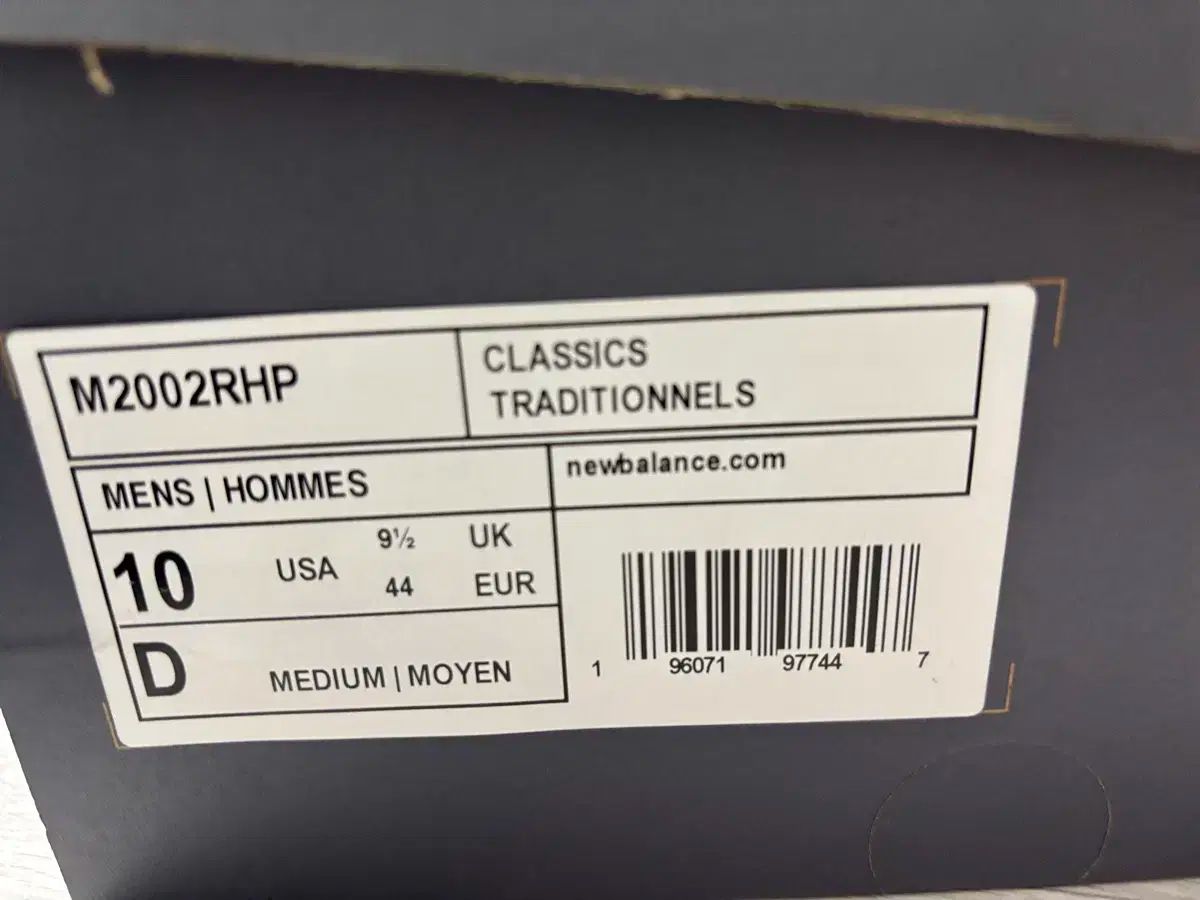 M2002RHP
CLASSICS
TRADITIONNELS
MENS | HOMMES
newbalance.com
10 USA 9½ UK
44 EUR
D MEDIUM | MOYEN
1 96071 97744 7